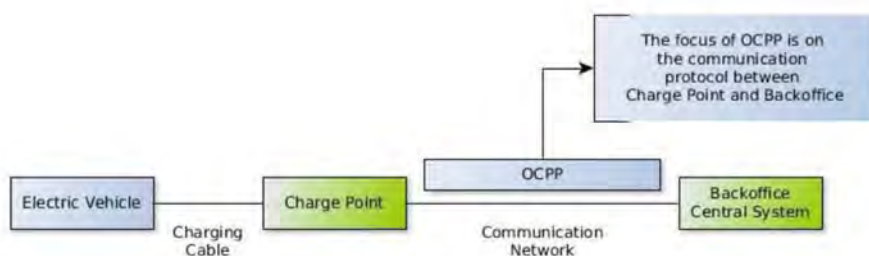 The focus of OCPP is on
the communication
protocol between
Charge Point and Backoffice
OCPP
Electric Vehicle
Charge Point
Backoffice
Central System
Charging
Cable
Communication
Network